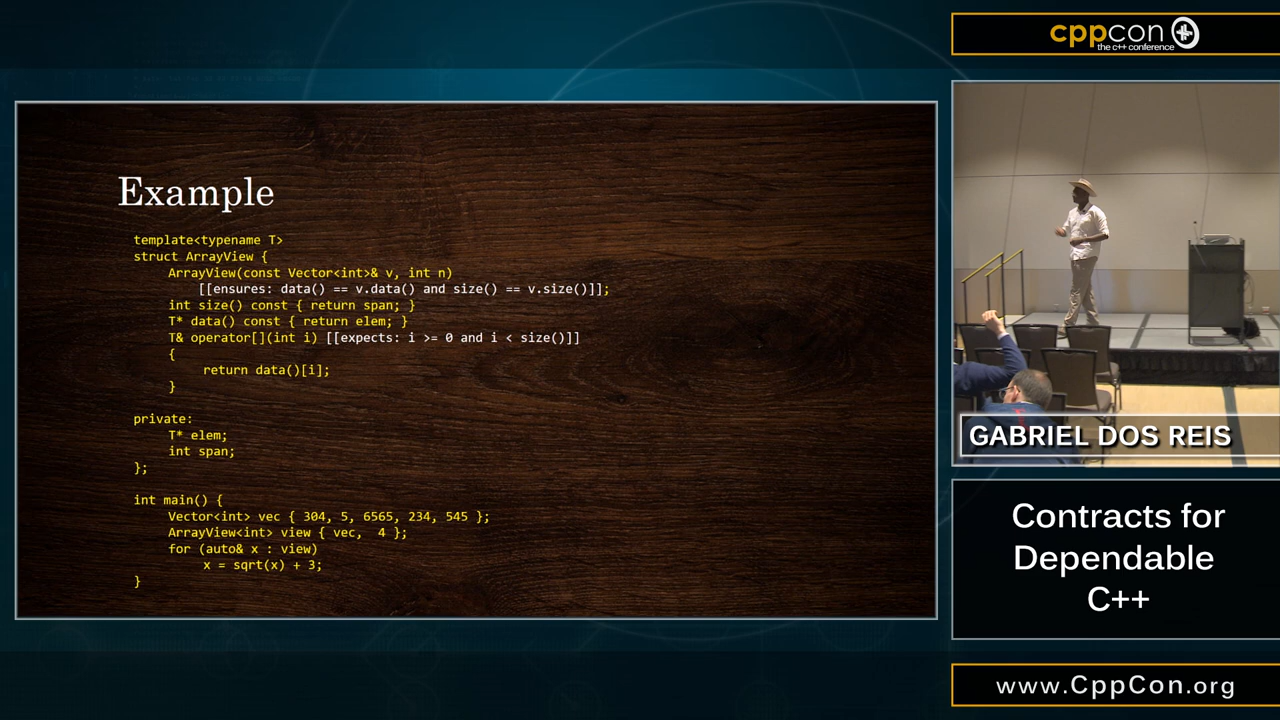 cppcon
the c++ conference
Example
template<typename T>
struct ArrayView {
ArrayView(const Vector<int>& v, int n)
[[ensures: data() == v.data() and size() == v.size()]];
int size() const { return span; }
T* data() const { return elem; }
T& operator[](int i) [[expects: i >= 0 and i < size()]]
{
return data()[i];
}
private:
T* elem;
int span;
};
int main() {
Vector<int> vec { 304, 5, 6565, 234, 545 };
ArrayView<int> view { vec, 4 };
for (auto& x : view)
x = sqrt(x) + 3;
}
GABRIEL DOS REIS
Contracts for
Dependable
C++
www.CppCon.org